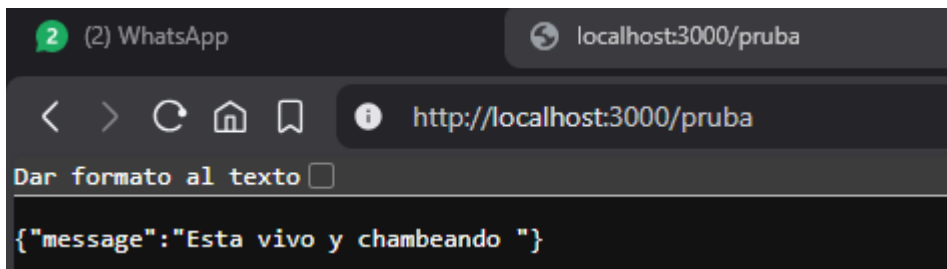 2 (2) WhatsApp localhost:3000/pruba
http://localhost:3000/pruba
Dar formato al texto
{"message":"Esta vivo y chambeando "}